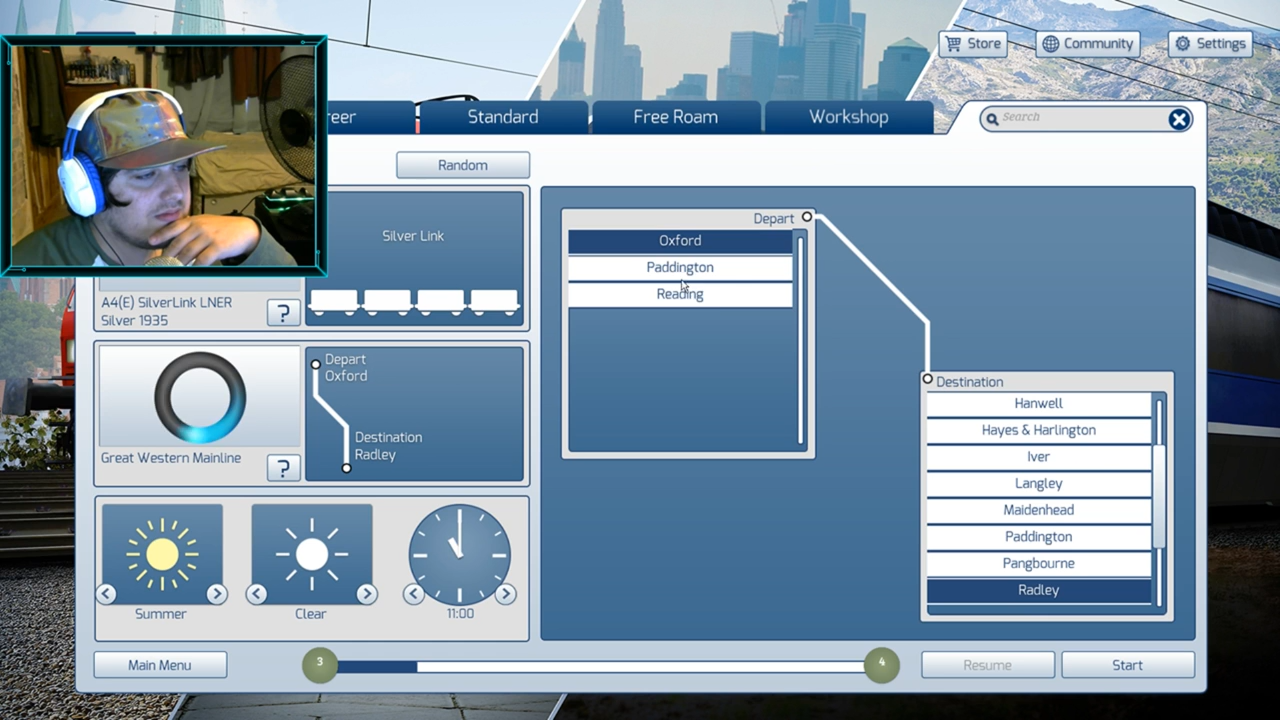 Store
Community
Settings
reer
Standard
Free Roam
Workshop
Search
Random
Silver Link
A4(E) SilverLink LNER
Silver 1935
?
Depart
Oxford
Paddington
Reading
Great Western Mainline
?
Depart
Oxford
Destination
Radley
Destination
Hanwell
Hayes & Harlington
Iver
Langley
Maidenhead
Paddington
Pangbourne
Radley
Summer
Clear
11:00
Main Menu
3
4
Resume
Start